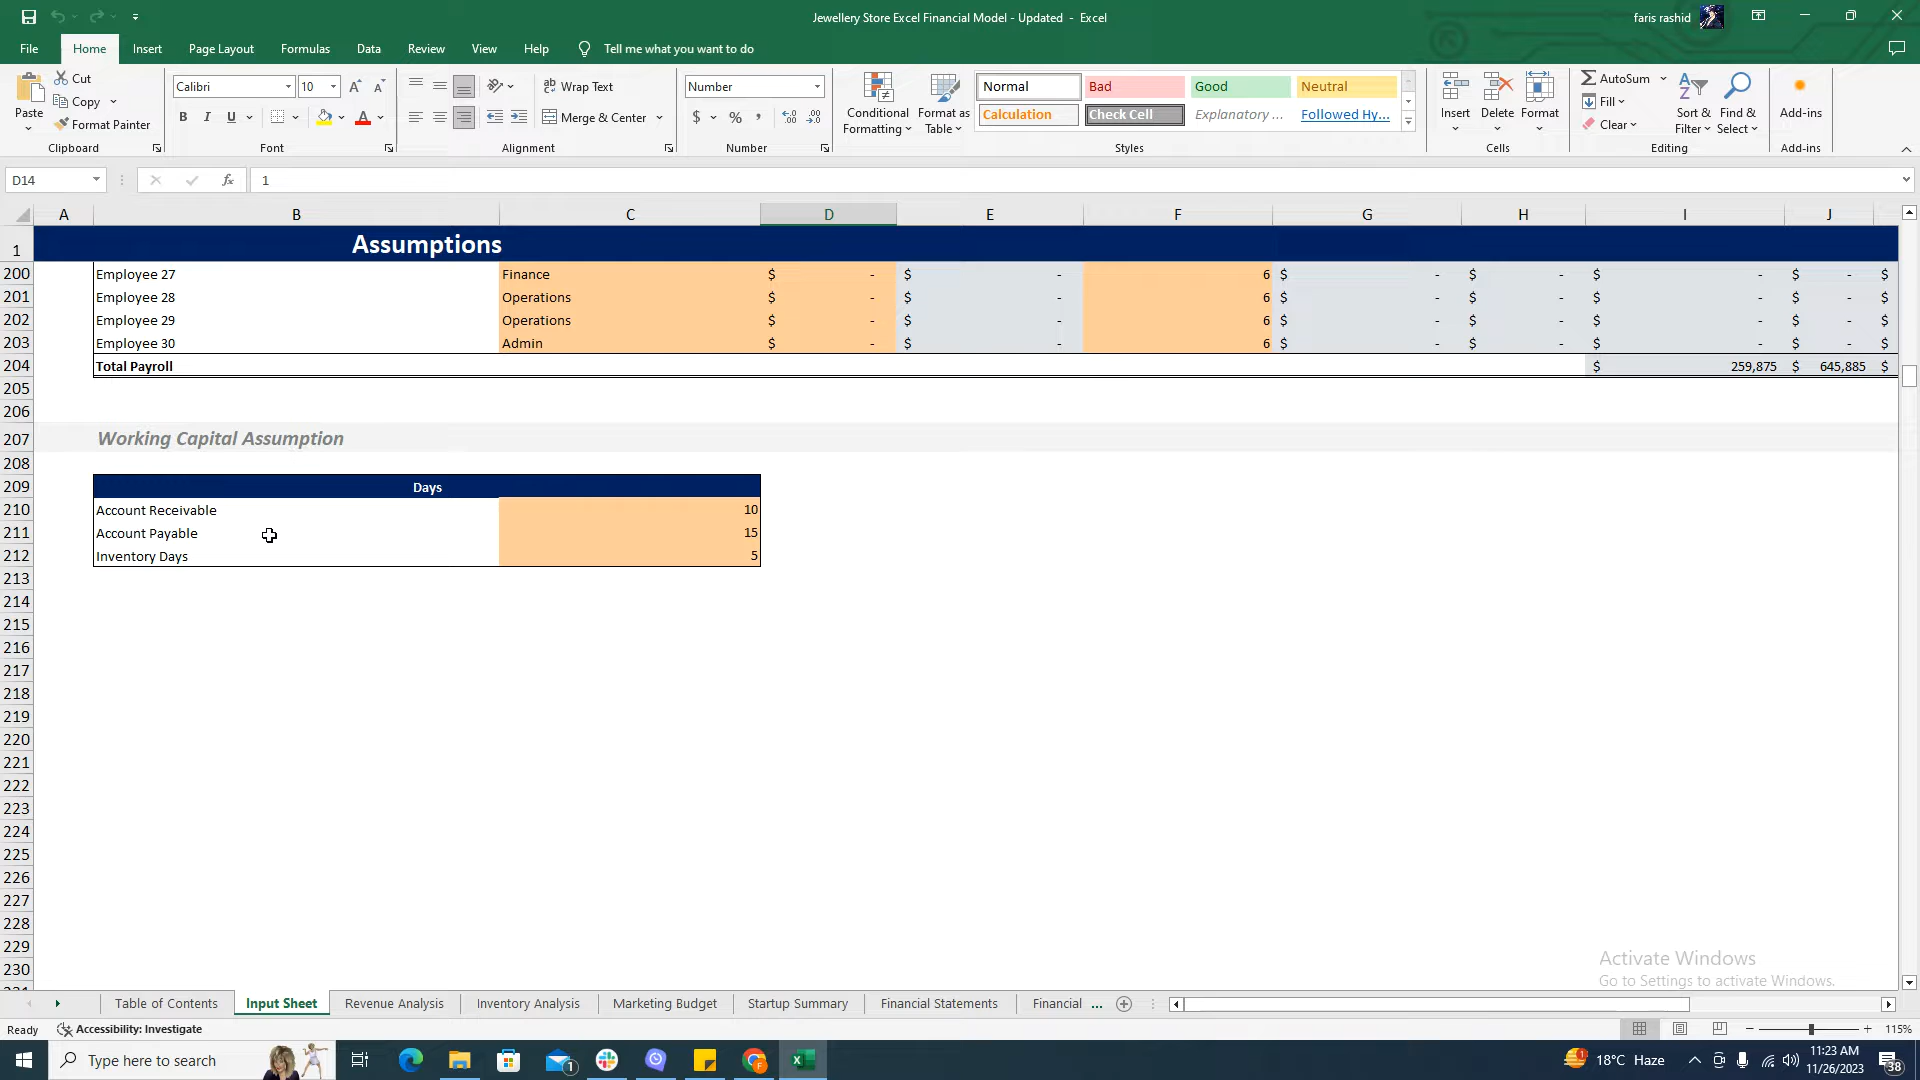 Jewellery Store Excel Financial Model - Updated - Excel
faris rashid
File Home Insert Page Layout Formulas Data Review View Help Tell me what you want to do
Paste
Cut
Copy
Format Painter
Clipboard
Calibri 10
B I U
Font
Wrap Text
Merge & Center
Alignment
Number
$ % ,
Number
Conditional Formatting
Format as Table
Normal Bad Good Neutral
Calculation Check Cell Explanatory ... Followed Hy...
Styles
Insert Delete Format
Cells
AutoSum
Fill
Clear
Sort & Filter
Find & Select
Editing
Add-ins
Add-ins
D14 fx 1
A B C D E F G H I J
1 Assumptions
200 Employee 27 Finance $ - $ - 6 $ - $ - $ - $ - $
201 Employee 28 Operations $ - $ - 6 $ - $ - $ - $ - $
202 Employee 29 Operations $ - $ - 6 $ - $ - $ - $ - $
203 Employee 30 Admin $ - $ - 6 $ - $ - $ - $ - $
204 Total Payroll $ 259,875 $ 645,885 $
205
206
207 Working Capital Assumption
208
209 Days
210 Account Receivable 10
211 Account Payable 15
212 Inventory Days 5
213
214
215
216
217
218
219
220
221
222
223
224
225
226
227
228
229
230
Activate Windows
Go to Settings to activate Windows.
Table of Contents Input Sheet Revenue Analysis Inventory Analysis Marketing Budget Startup Summary Financial Statements Financial ...
Ready Accessibility: Investigate 115%
Type here to search
1
1
18°C Haze
11:23 AM
11/26/2023
38